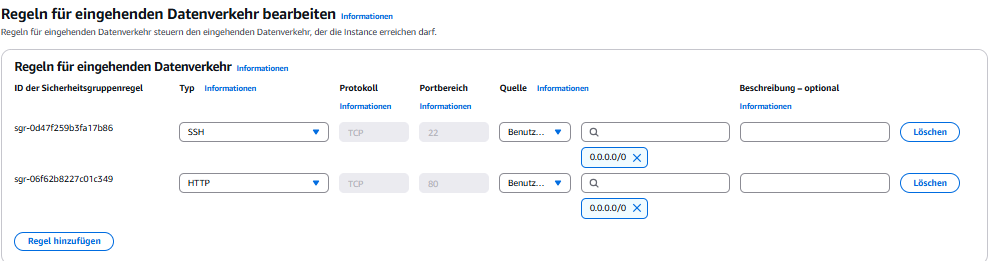 Regeln für eingehenden Datenverkehr bearbeiten Informationen
Regeln für eingehenden Datenverkehr steuern den eingehenden Datenverkehr, der die Instance erreichen darf.
Regeln für eingehenden Datenverkehr Informationen
ID der Sicherheitsgruppenregel Typ Informationen Protokoll Portbereich Quelle Informationen Beschreibung – optional
Informationen Informationen Informationen
sgr-0d47f259b3fa17b86 SSH TCP 22 Benutz... Löschen
0.0.0.0/0
sgr-06f62b8227c01c349 HTTP TCP 80 Benutz... Löschen
0.0.0.0/0
Regel hinzufügen